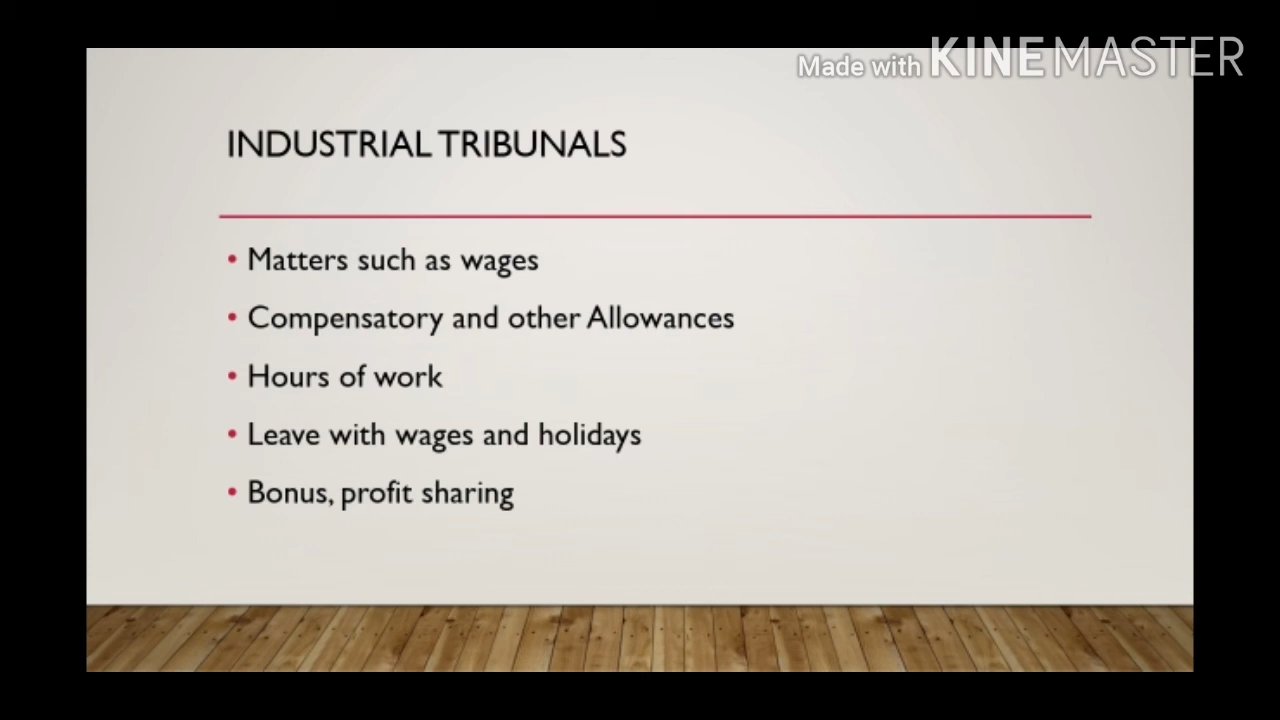 Made with KINEMASTER
INDUSTRIAL TRIBUNALS
• Matters such as wages
• Compensatory and other Allowances
• Hours of work
• Leave with wages and holidays
• Bonus, profit sharing